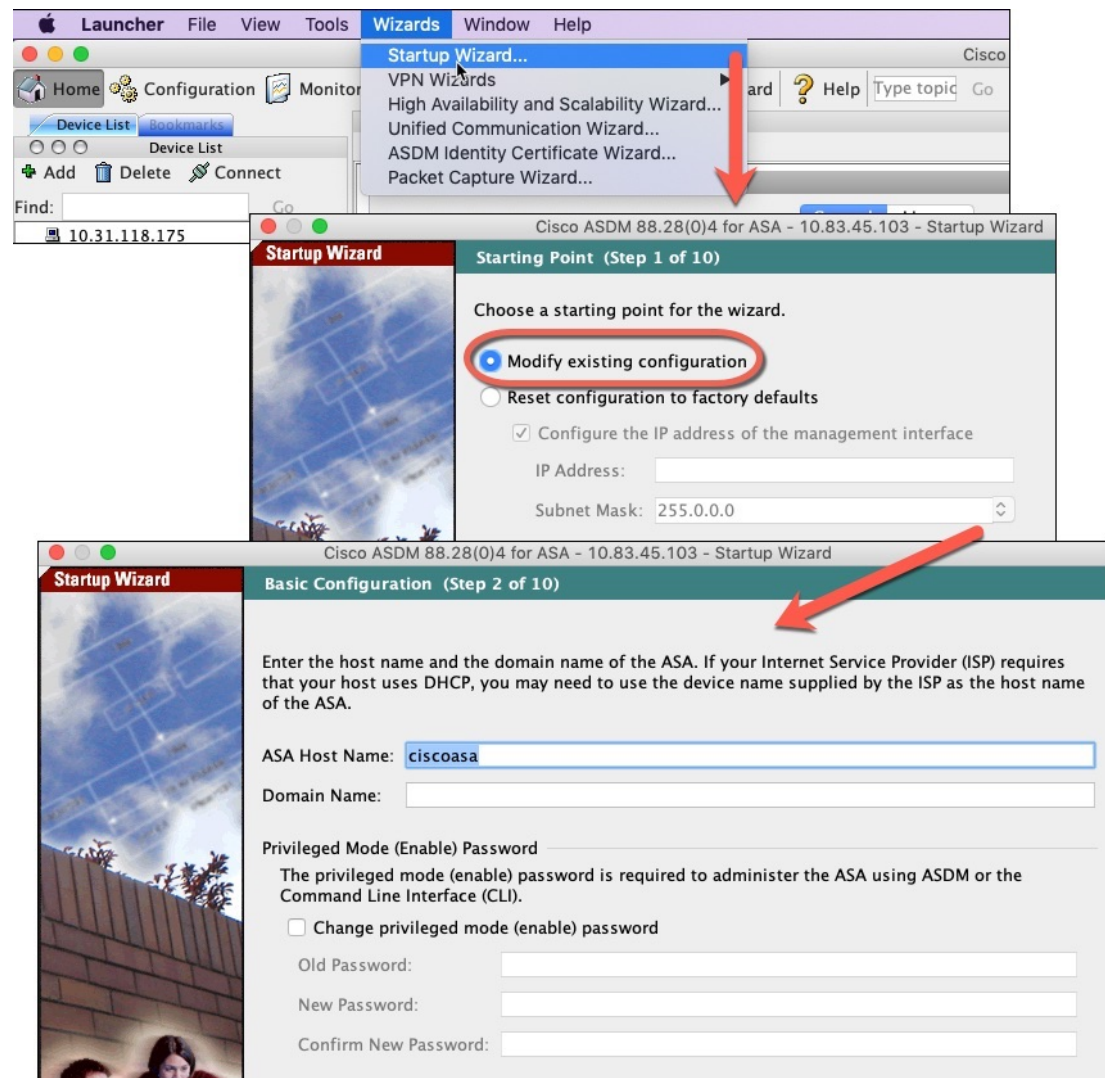 Launcher File View Tools Wizards Window Help
Startup Wizard...
VPN Wizards
High Availability and Scalability Wizard...
Unified Communication Wizard...
ASDM Identity Certificate Wizard...
Packet Capture Wizard...
Cisco
Home Configuration Monitor
ard Help Type topic Go
Device List Bookmarks
Device List
Add Delete Connect
Find: Go
10.31.118.175
Cisco ASDM 88.28(0)4 for ASA - 10.83.45.103 - Startup Wizard
Startup Wizard
Starting Point (Step 1 of 10)
Choose a starting point for the wizard.
Modify existing configuration
Reset configuration to factory defaults
Configure the IP address of the management interface
IP Address:
Subnet Mask: 255.0.0.0
Cisco ASDM 88.28(0)4 for ASA - 10.83.45.103 - Startup Wizard
Startup Wizard
Basic Configuration (Step 2 of 10)
Enter the host name and the domain name of the ASA. If your Internet Service Provider (ISP) requires
that your host uses DHCP, you may need to use the device name supplied by the ISP as the host name
of the ASA.
ASA Host Name: ciscoasa
Domain Name:
Privileged Mode (Enable) Password
The privileged mode (enable) password is required to administer the ASA using ASDM or the
Command Line Interface (CLI).
Change privileged mode (enable) password
Old Password:
New Password:
Confirm New Password: